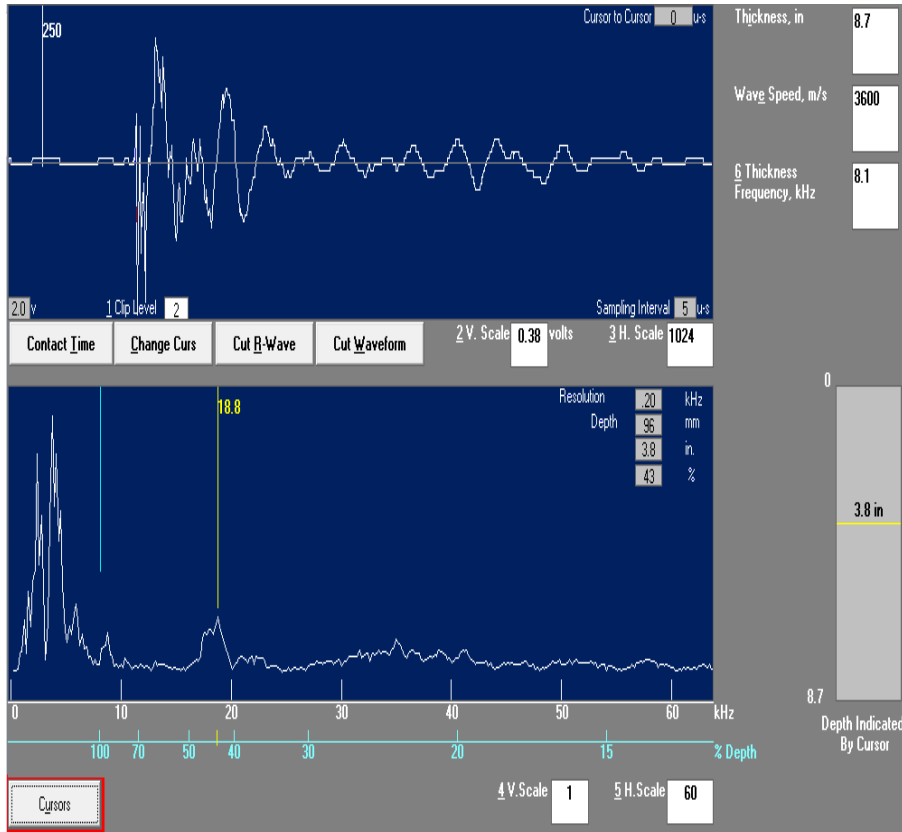 250
Cursor to Cursor 0 u-s
Thickness, in 8.7
Wave Speed, m/s 3600
6 Thickness
Frequency, kHz 8.1
2.0 v 1 Clip Level 2 Sampling Interval 5 u-s
Contact Time Change Curs Cut R-Wave Cut Waveform 2 V. Scale 0.38 volts 3 H. Scale 1024
18.8
Resolution .20 kHz
Depth 96 mm
3.8 in.
43 %
0
3.8 in
8.7
Depth Indicated
By Cursor
0 10 20 30 40 50 60 kHz
100 70 50 40 30 20 15 % Depth
Cursors 4 V.Scale 1 5 H.Scale 60